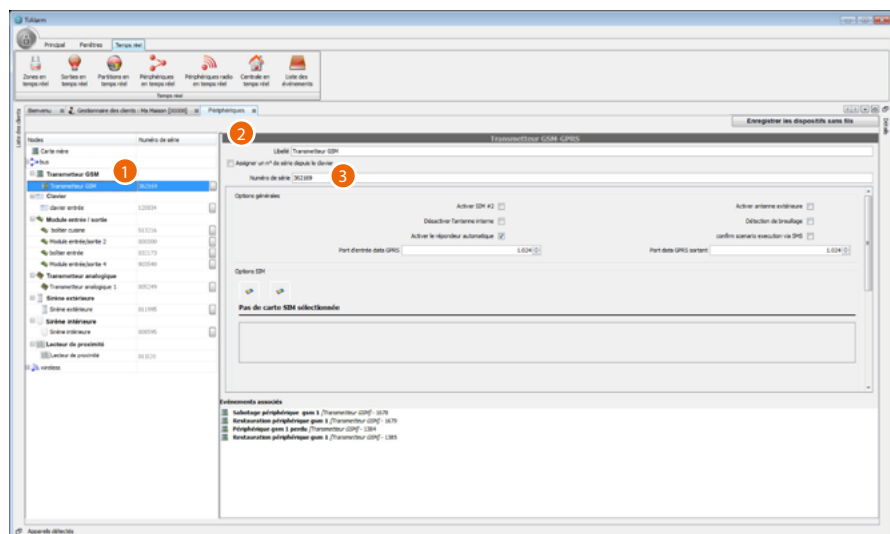 TiAlarm
Principal Fenêtres Temps réel
Zones en temps réel
Sorties en temps réel
Partitions en temps réel
Périphériques en temps réel
Périphériques radio en temps réel
Centrale en temps réel
Liste des événements
Temps réel
Bienvenu
Gestionnaire des clients : Ma Maison [00000]
Périphériques
Liste des clients
Détails
Enregistrer les dispositifs sans fils
Nodes Numéro de série
Carte mère
bus
Transmetteur GSM
Transmetteur GSM 362169
Clavier
clavier entrée
Module entrée / sortie
boîtier cuisine
Module entrée/sortie 2
boîtier entrée
Module entrée/sortie 4
Transmetteur analogique
Transmetteur analogique 1 005249
Sirène extérieure
Sirène extérieure 011995
Sirène intérieure
Sirène intérieure
Lecteur de proximité
Lecteur de proximité
wireless
1
2
3
Transmetteur GSM-GPRS
Libellé Transmetteur GSM
Assigner un n° de série depuis le clavier
Numéro de série 362169
Options générales
Activer SIM #2
Activer antenne extérieure
Désactiver l'antenne interne
Détection de brouillage
Activer le répondeur automatique
confirm scenario execution via SMS
Port d'entrée data GPRS 1.024
Port data GPRS sortant 1.024
Options SIM
Pas de carte SIM sélectionnée
Evénements associés
Sabotage périphérique gsm 1 [Transmetteur GSM] - 1678
Restauration périphérique gsm 1 [Transmetteur GSM] - 1679
Périphérique gsm 1 perdu [Transmetteur GSM] - 1384
Restauration périphérique gsm 1 [Transmetteur GSM] - 1385
Appareils détectés